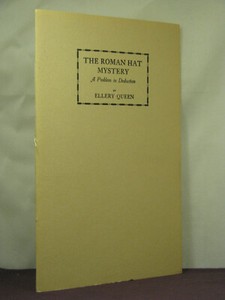 THE ROMAN HAT
MYSTERY
A Problem in Deduction
BY
ELLERY QUEEN